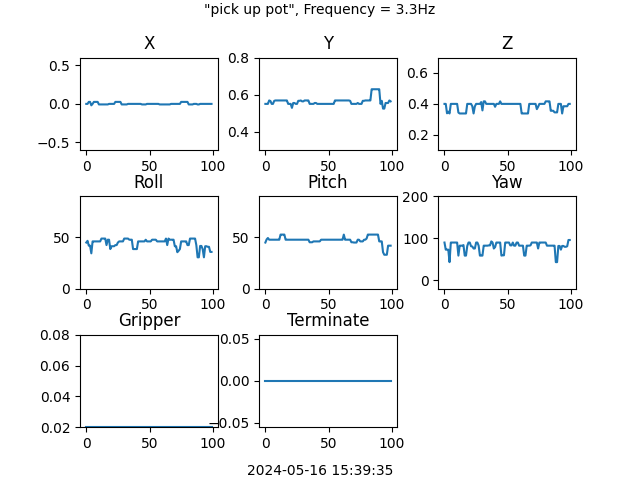 "pick up pot", Frequency = 3.3Hz
X Y Z
0.5 0.0 −0.5 0 50 100
0.8 0.6 0.4 0 50 100
0.6 0.4 0.2 0 50 100
Roll Pitch Yaw
50 0 0 50 100
50 0 0 50 100
200 100 0 0 50 100
Gripper Terminate
0.08 0.06 0.04 0.02 0 50 100
0.05 0.00 −0.05 0 50 100
2024-05-16 15:39:35